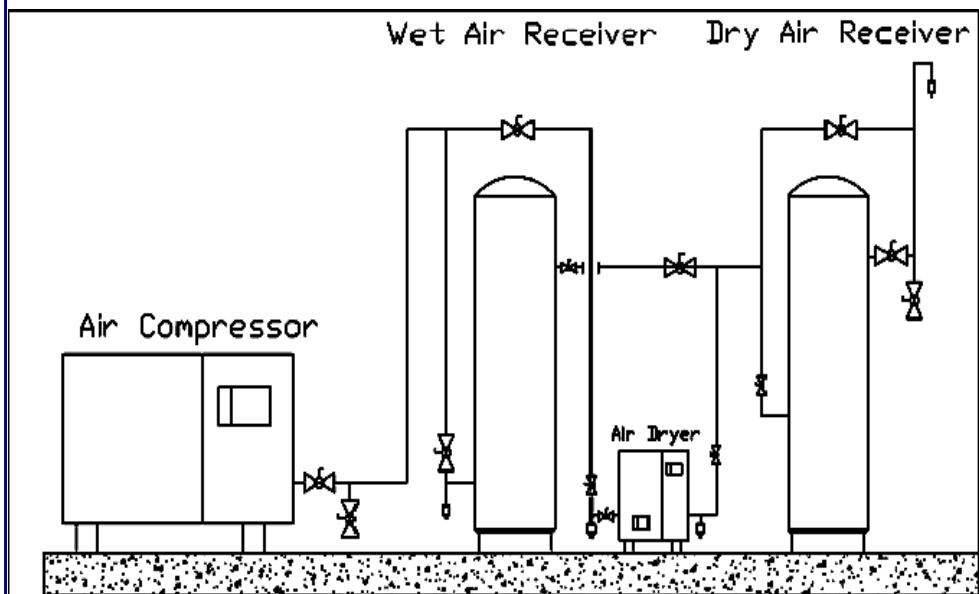 Wet Air Receiver
Dry Air Receiver
Air Compressor
Air Dryer